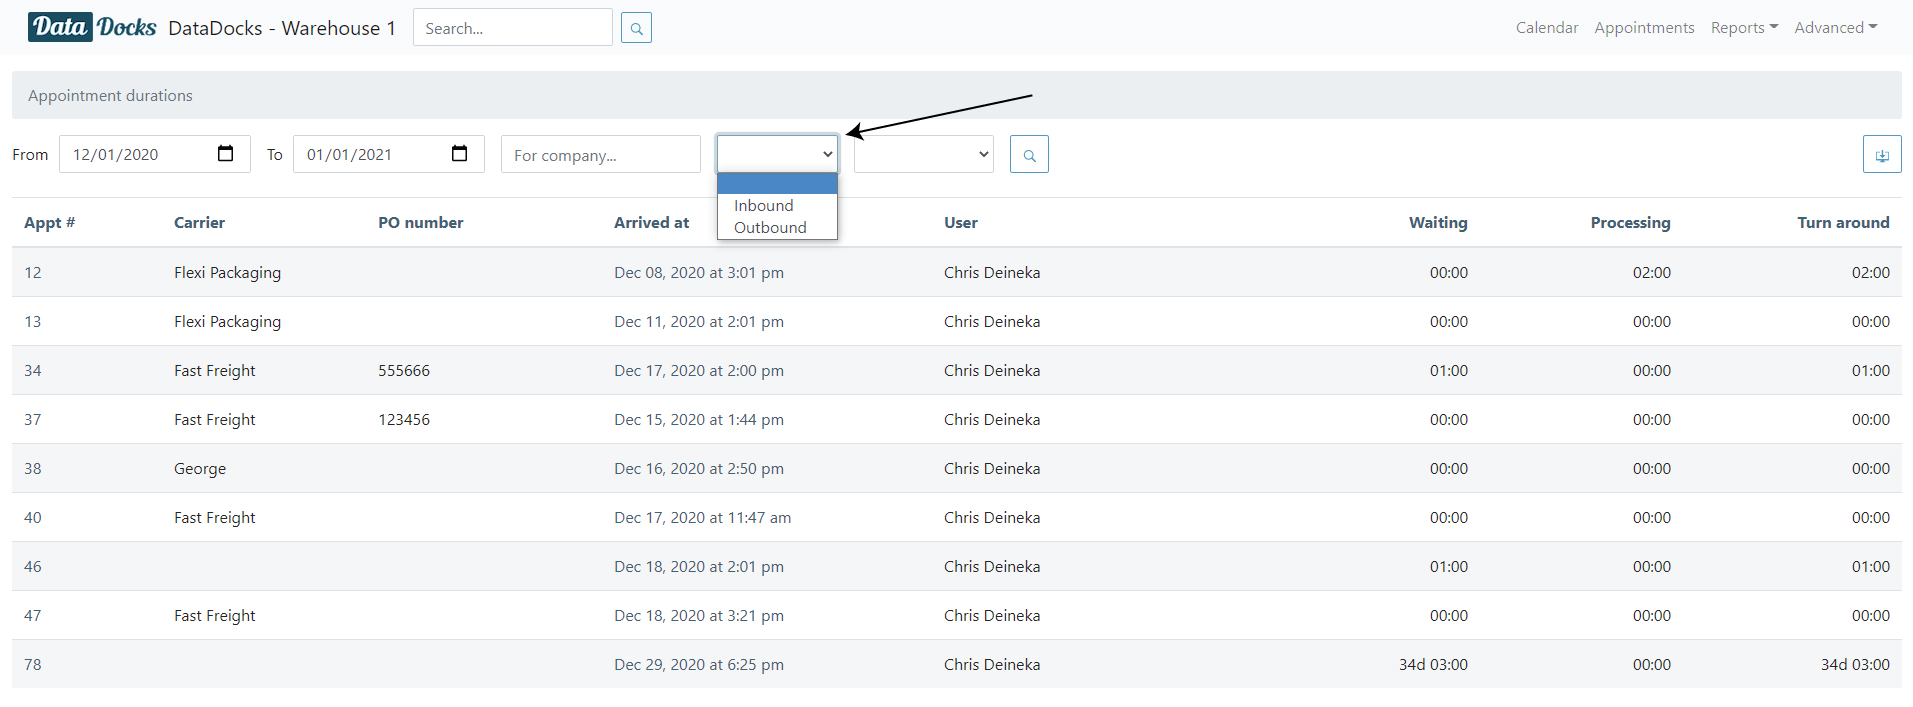 Data Docks DataDocks - Warehouse 1 Search... Calendar Appointments Reports Advanced
Appointment durations
From 12/01/2020 To 01/01/2021 For company...
Inbound
Outbound
Appt # Carrier PO number Arrived at User Waiting Processing Turn around
12 Flexi Packaging Dec 08, 2020 at 3:01 pm Chris Deineka 00:00 02:00 02:00
13 Flexi Packaging Dec 11, 2020 at 2:01 pm Chris Deineka 00:00 00:00 00:00
34 Fast Freight 555666 Dec 17, 2020 at 2:00 pm Chris Deineka 01:00 00:00 01:00
37 Fast Freight 123456 Dec 15, 2020 at 1:44 pm Chris Deineka 00:00 00:00 00:00
38 George Dec 16, 2020 at 2:50 pm Chris Deineka 00:00 00:00 00:00
40 Fast Freight Dec 17, 2020 at 11:47 am Chris Deineka 00:00 00:00 00:00
46 Dec 18, 2020 at 2:01 pm Chris Deineka 01:00 00:00 01:00
47 Fast Freight Dec 18, 2020 at 3:21 pm Chris Deineka 00:00 00:00 00:00
78 Dec 29, 2020 at 6:25 pm Chris Deineka 34d 03:00 00:00 34d 03:00